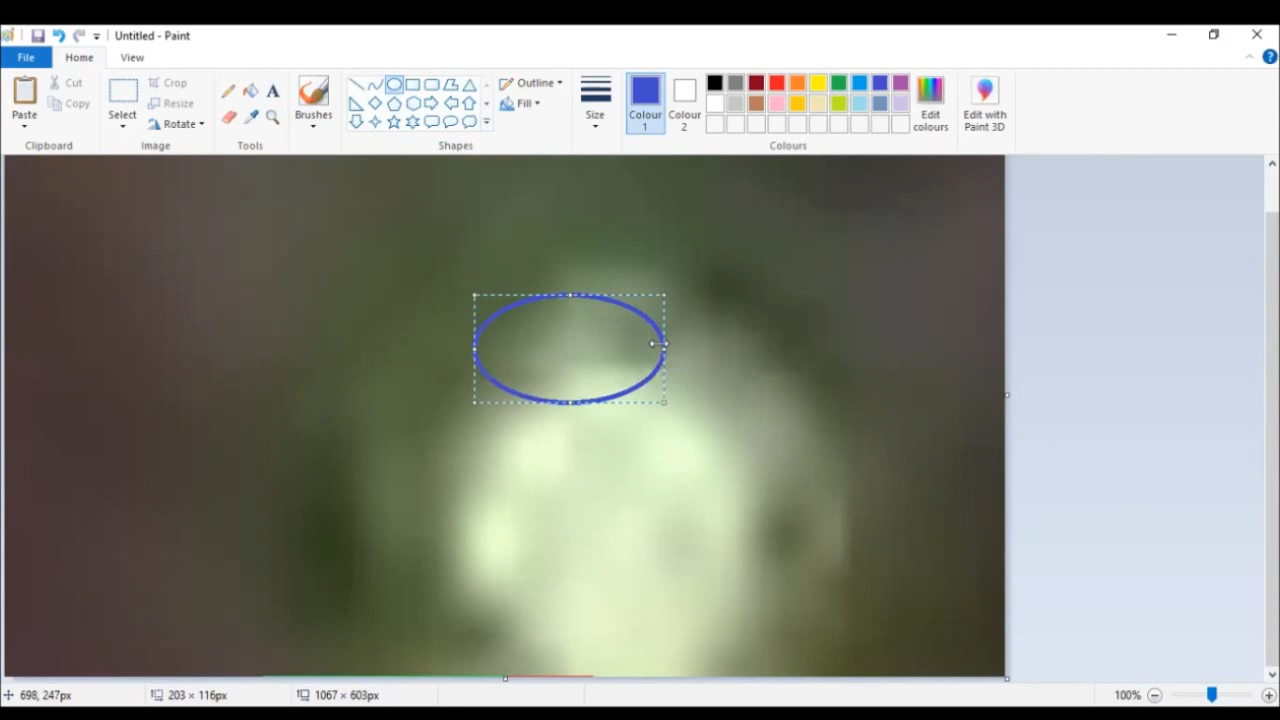 Untitled - Paint
File Home View
Paste
Cut
Copy
Clipboard
Select
Crop
Resize
Rotate
Image
A
Tools
Brushes
Outline
Fill
Shapes
Size
Colour 1
Colour 2
Edit colours
Colours
Edit with Paint 3D
698, 247px
203 × 116px
1067 × 603px
100%